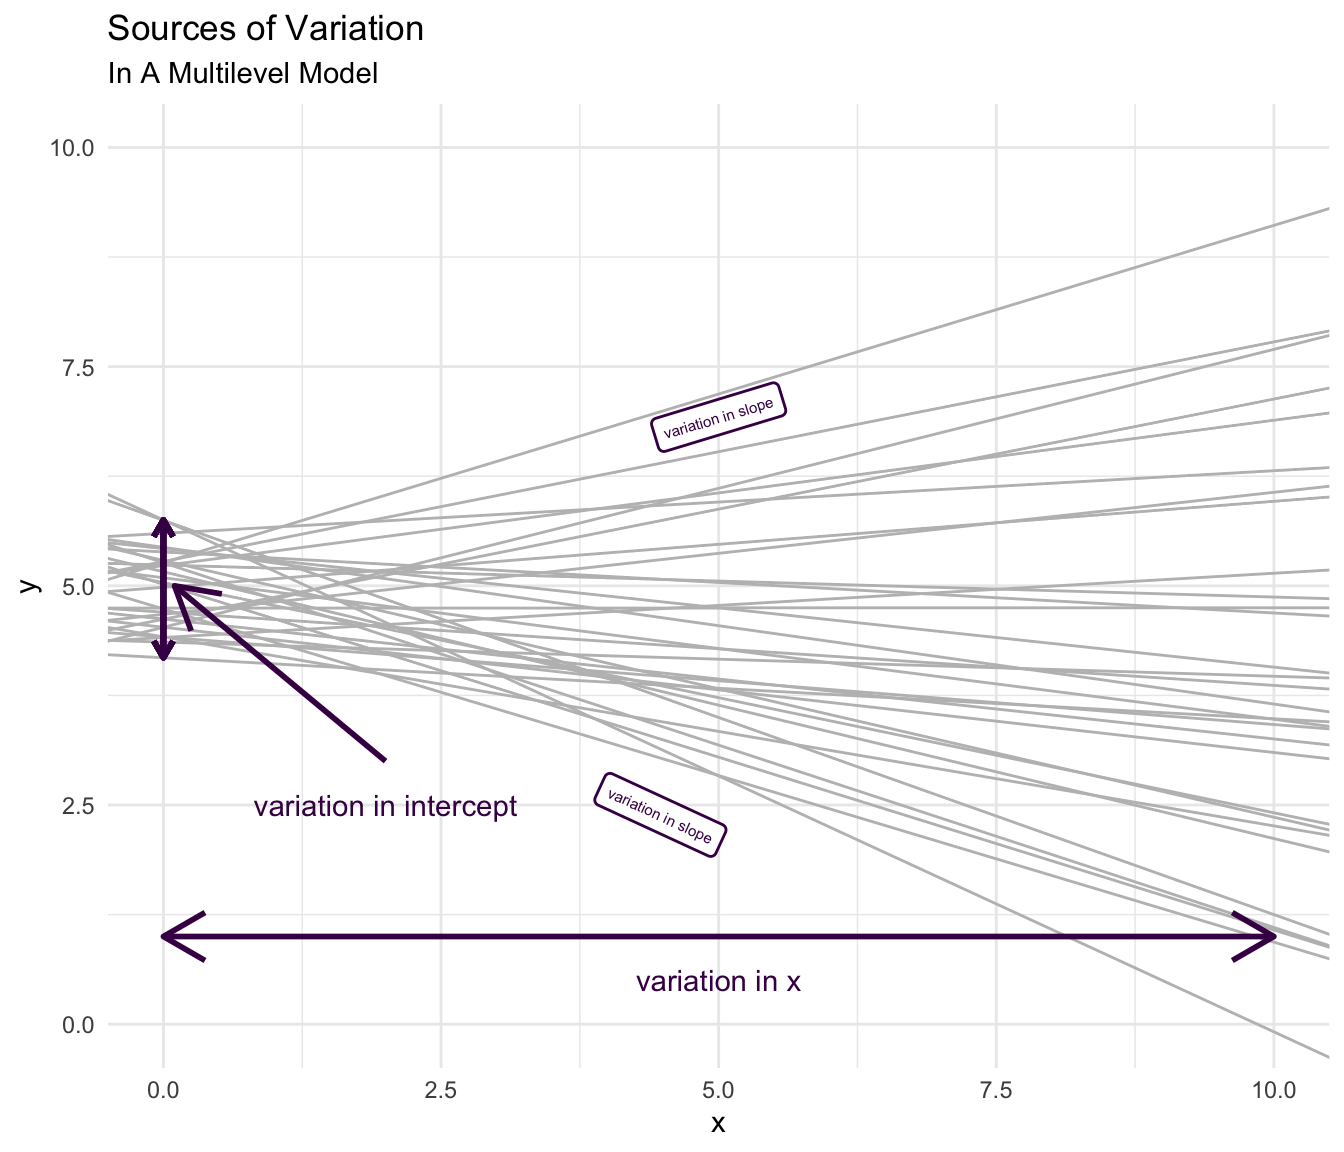 Sources of Variation
In A Multilevel Model
10.0
7.5
5.0
2.5
0.0
y
variation in slope
variation in intercept
variation in slope
variation in x
0.0 2.5 5.0 7.5 10.0
x